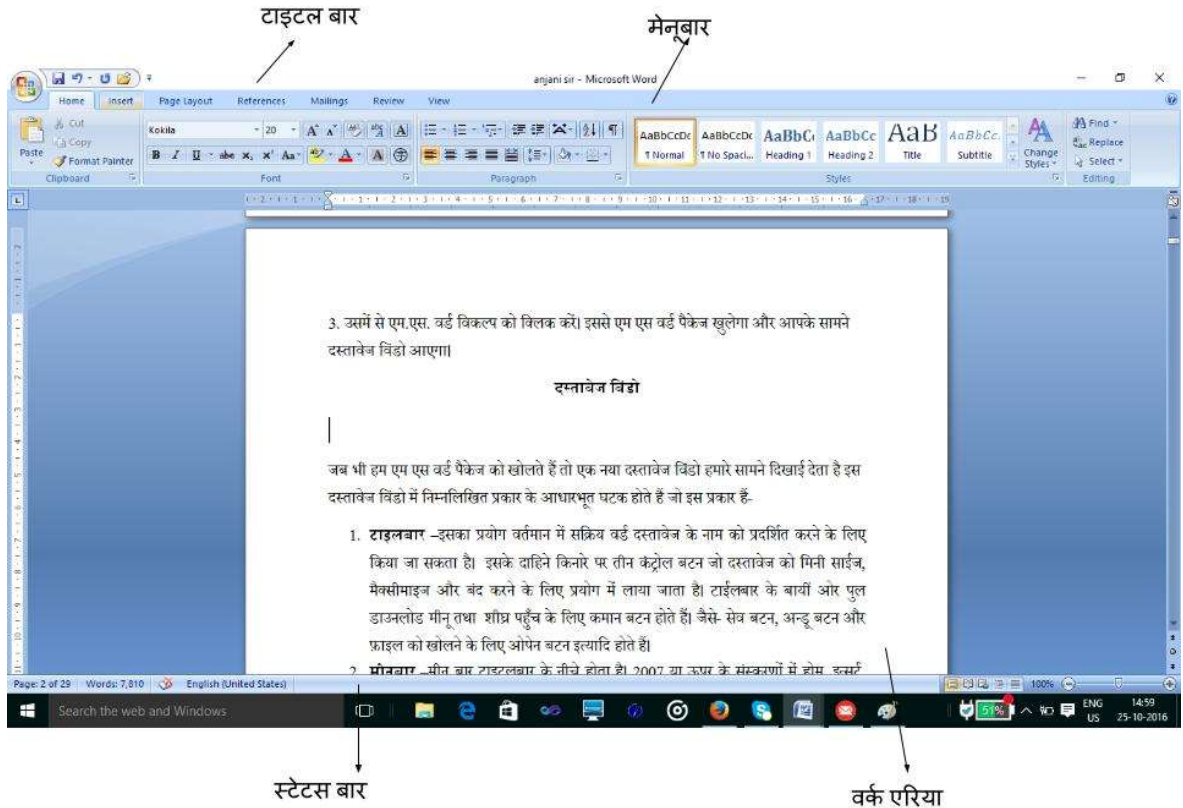 टाइटल बार
मेनूबार
anjani sir - Microsoft Word
Home Insert Page Layout References Mailings Review View
Cut
Copy
Format Painter
Paste
Clipboard
Kokila 20
Font
Paragraph
AaBbCcDc AaBbCcDc AaBbC AaBbCc AaB AaBbCc.
¶ Normal ¶ No Spaci... Heading 1 Heading 2 Title Subtitle
Change Styles
Styles
Find
Replace
Select
Editing
3. उसमें से एम.एस. वर्ड विकल्प को क्लिक करें। इससे एम एस वर्ड पैकेज खुलेगा और आपके सामने
दस्तावेज विंडो आएगा।
दस्तावेज विंडो
जब भी हम एम एस वर्ड पैकेज को खोलते हैं तो एक नया दस्तावेज विंडो हमारे सामने दिखाई देता है इस
दस्तावेज विंडो में निम्नलिखित प्रकार के आधारभूत घटक होते हैं जो इस प्रकार हैं-
1. टाइलबार –इसका प्रयोग वर्तमान में सक्रिय वर्ड दस्तावेज के नाम को प्रदर्शित करने के लिए
किया जा सकता है। इसके दाहिने किनारे पर तीन कंट्रोल बटन जो दस्तावेज को मिनी साईज,
मैक्सीमाइज और बंद करने के लिए प्रयोग में लाया जाता है। टाईलबार के बायीं ओर पुल
डाउनलोड मीनू तथा शीघ्र पहुँच के लिए कमान बटन होते हैं। जैसे- सेव बटन, अन्डू बटन और
फ़ाइल को खोलने के लिए ओपेन बटन इत्यादि होते हैं।
2. मीनूबार –मीनू बार टाइटलबार के नीचे होता है। 2007 या ऊपर के संस्करणों में होम, इन्सर्ट
Page: 2 of 29 Words: 7,810 English (United States) 100%
Search the web and Windows
51%
ENG 14:59
US 25-10-2016
स्टेटस बार
वर्क एरिया